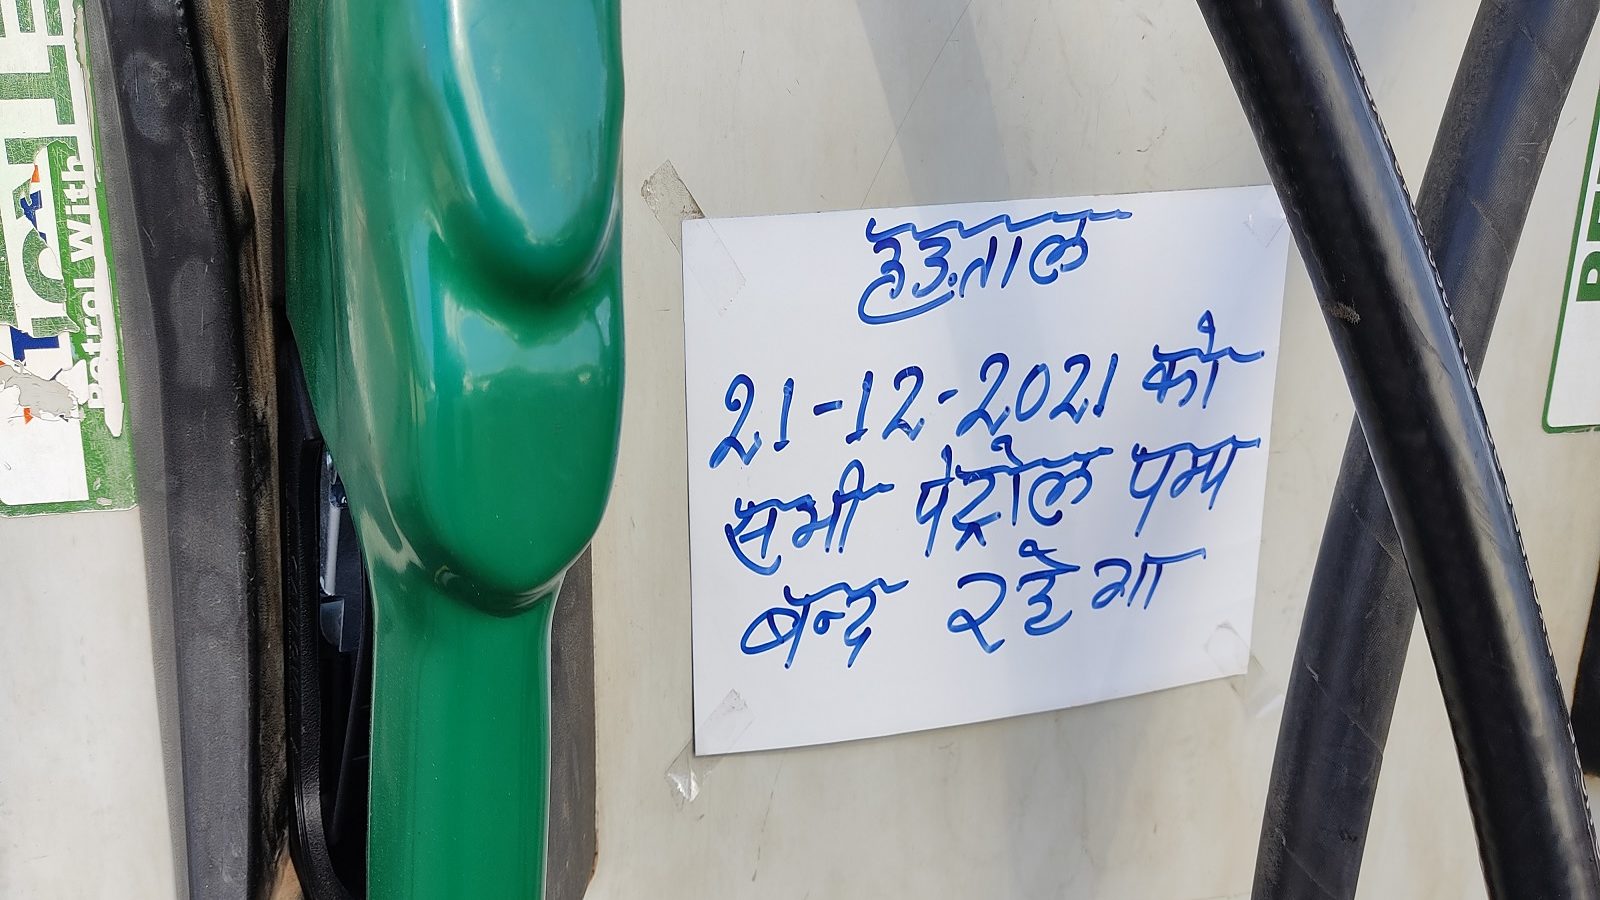 हड़ताल
21-12-2021 को
सभी पेट्रोल पम्प
बन्द रहेगा
Petrol With